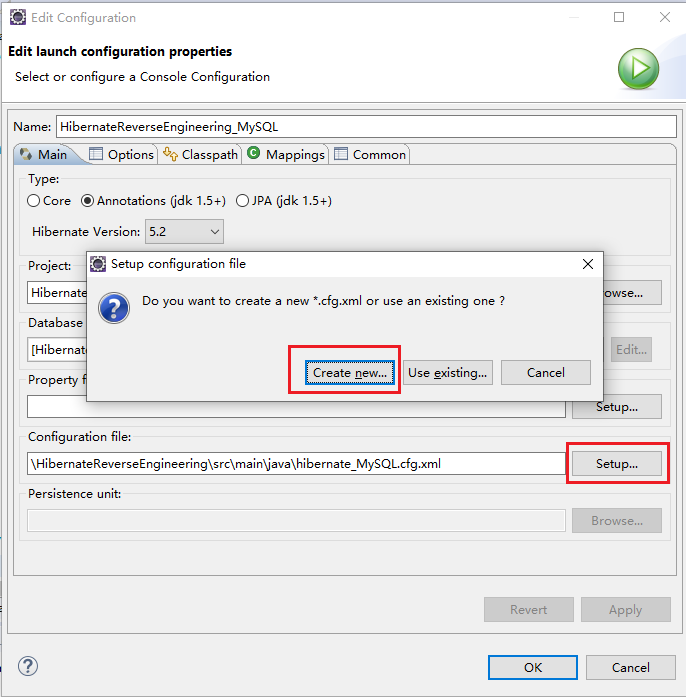 Edit Configuration
Edit launch configuration properties
Select or configure a Console Configuration
Name: HibernateReverseEngineering_MySQL
Main Options Classpath Mappings Common
Type:
Core Annotations (jdk 1.5+) JPA (jdk 1.5+)
Hibernate Version: 5.2
Setup configuration file
Project:
Do you want to create a new *.cfg.xml or use an existing one ?
Hibernate
Database
[Hibernate Edit...
Create new... Use existing... Cancel
Property
Setup...
Configuration file:
\HibernateReverseEngineering\src\main\java\hibernate_MySQL.cfg.xml Setup...
Persistence unit:
Browse...
Revert Apply
OK Cancel